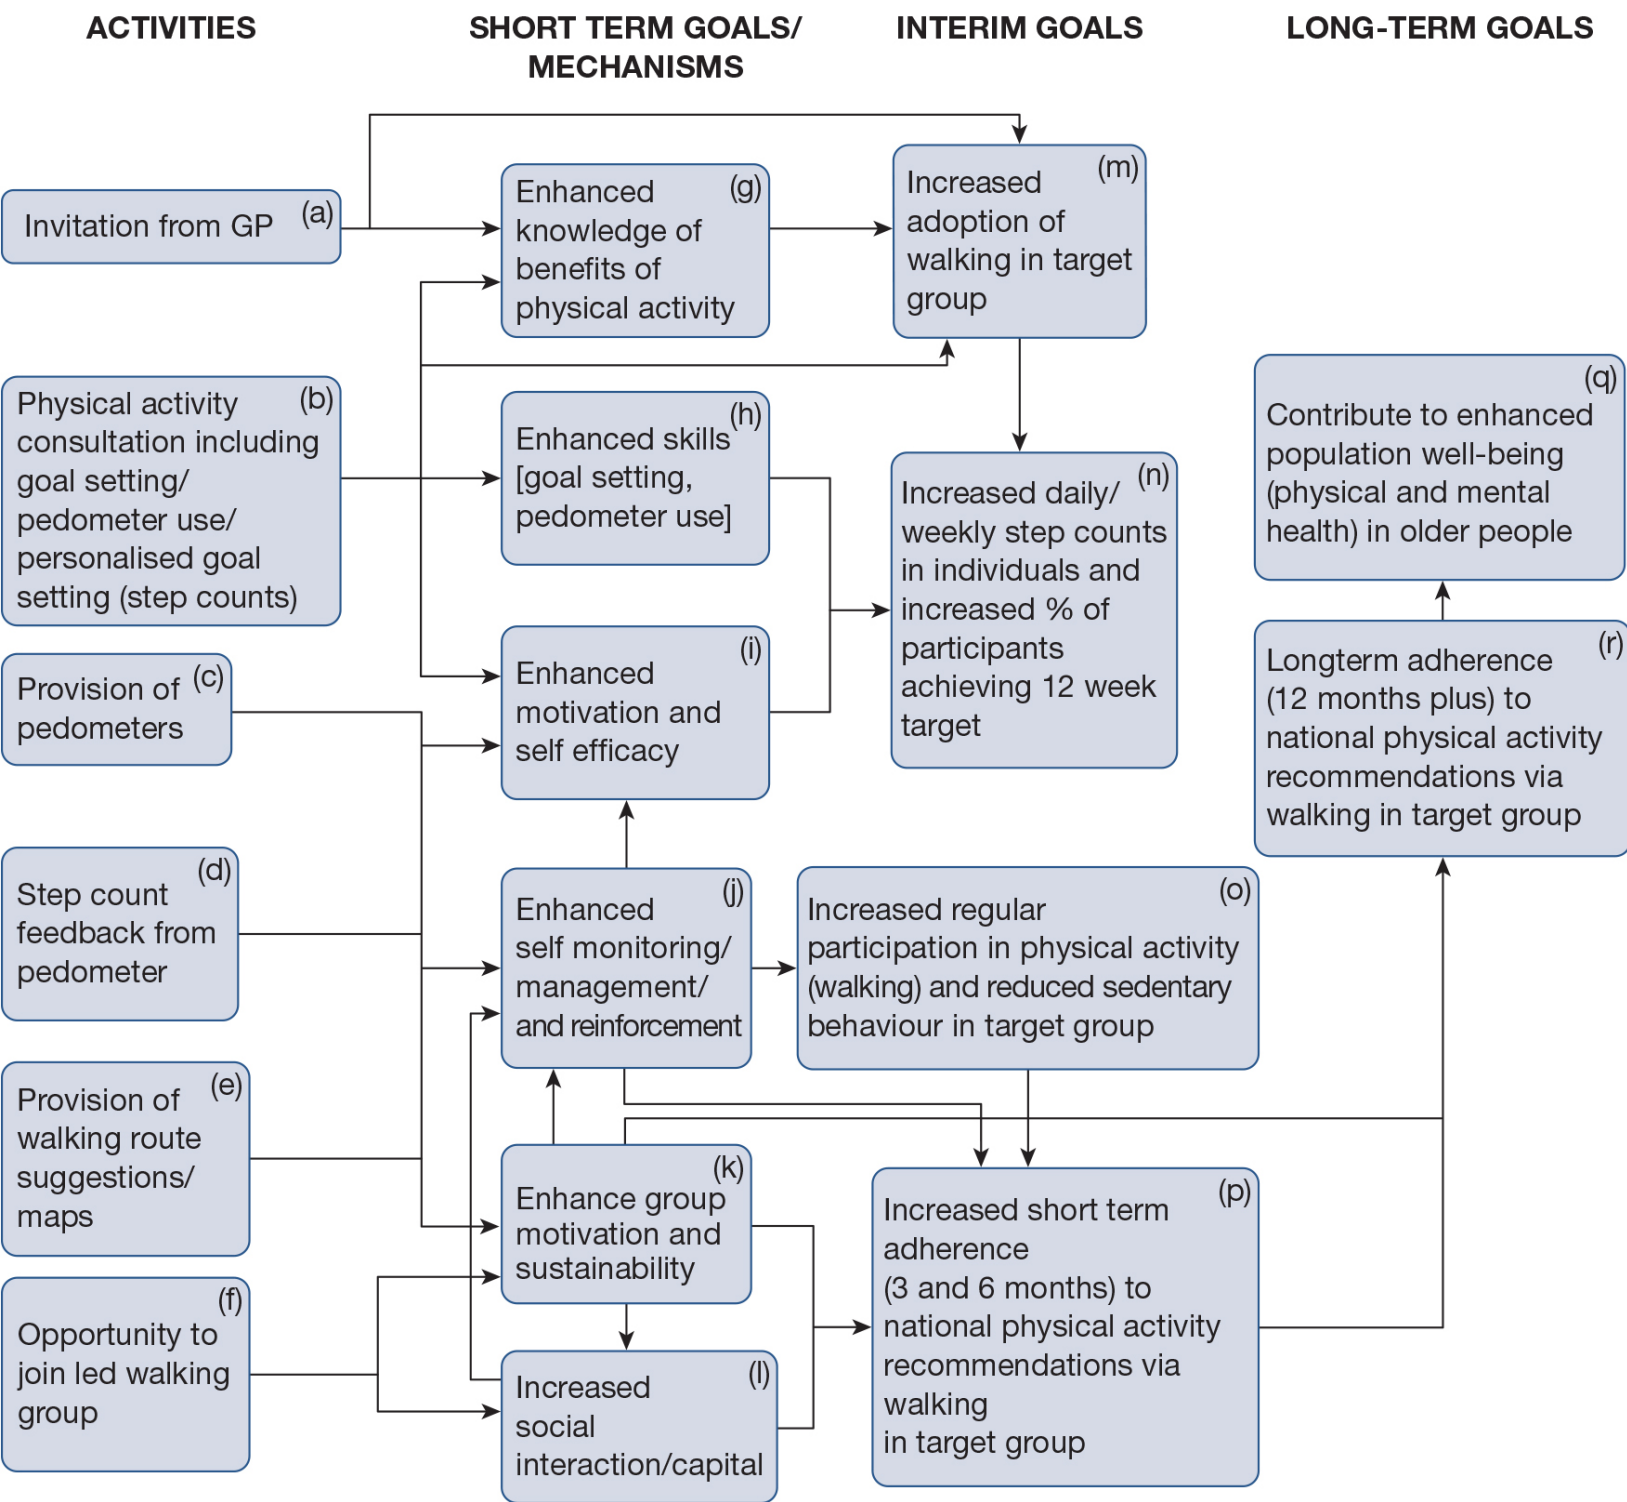 ACTIVITIES
SHORT TERM GOALS/
MECHANISMS
INTERIM GOALS
LONG-TERM GOALS
(a)
Invitation from GP
(b)
Physical activity
consultation including
goal setting/
pedometer use/
personalised goal
setting (step counts)
(c)
Provision of
pedometers
(d)
Step count
feedback from
pedometer
(e)
Provision of
walking route
suggestions/
maps
(f)
Opportunity to
join led walking
group
(g)
Enhanced
knowledge of
benefits of
physical activity
(h)
Enhanced skills
[goal setting,
pedometer use]
(i)
Enhanced
motivation and
self efficacy
(j)
Enhanced
self monitoring/
management/
and reinforcement
(k)
Enhance group
motivation and
sustainability
(l)
Increased
social
interaction/capital
(m)
Increased
adoption of
walking in target
group
(n)
Increased daily/
weekly step counts
in individuals and
increased % of
participants
achieving 12 week
target
(o)
Increased regular
participation in physical activity
(walking) and reduced sedentary
behaviour in target group
(p)
Increased short term
adherence
(3 and 6 months) to
national physical activity
recommendations via
walking
in target group
(q)
Contribute to enhanced
population well-being
(physical and mental
health) in older people
(r)
Longterm adherence
(12 months plus) to
national physical activity
recommendations via
walking in target group